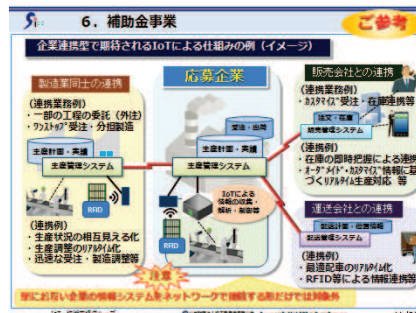 6. 補助金事業
ご参考
企業連携型で期待されるIoTによる仕組みの例（イメージ）
製造業同士の連携
(連携業務例)
・一部の工程の委託（外注）
・ワンストップ受注・分担製造
生産計画・実績
生産管理システム
RFID
(連携例)
・生産状況の相互見える化
・生産調整のリアルタイム化
・迅速な受注・製造調整等
応募企業
受注・出荷
生産計画・実績
生産管理システム
IoTによる
情報の収集・
解析・制御等
RFID
販売会社との連携
(連携業務例)
・カスタマイズ受注・在庫連携等
注文・在庫
販売管理システム
(連携例)
・在庫の即時把握による連携
・オーダーメイド・カスタマイズ情報に基
づくリアルタイム生産対応 等
運送会社との連携
配送計画・位置情報
配送管理システム
(連携例)
・最適配車のリアルタイム化
・RFID等による情報連携等
注意
単にお互い企業の情報システムをネットワークで接続する形だけでは対象外